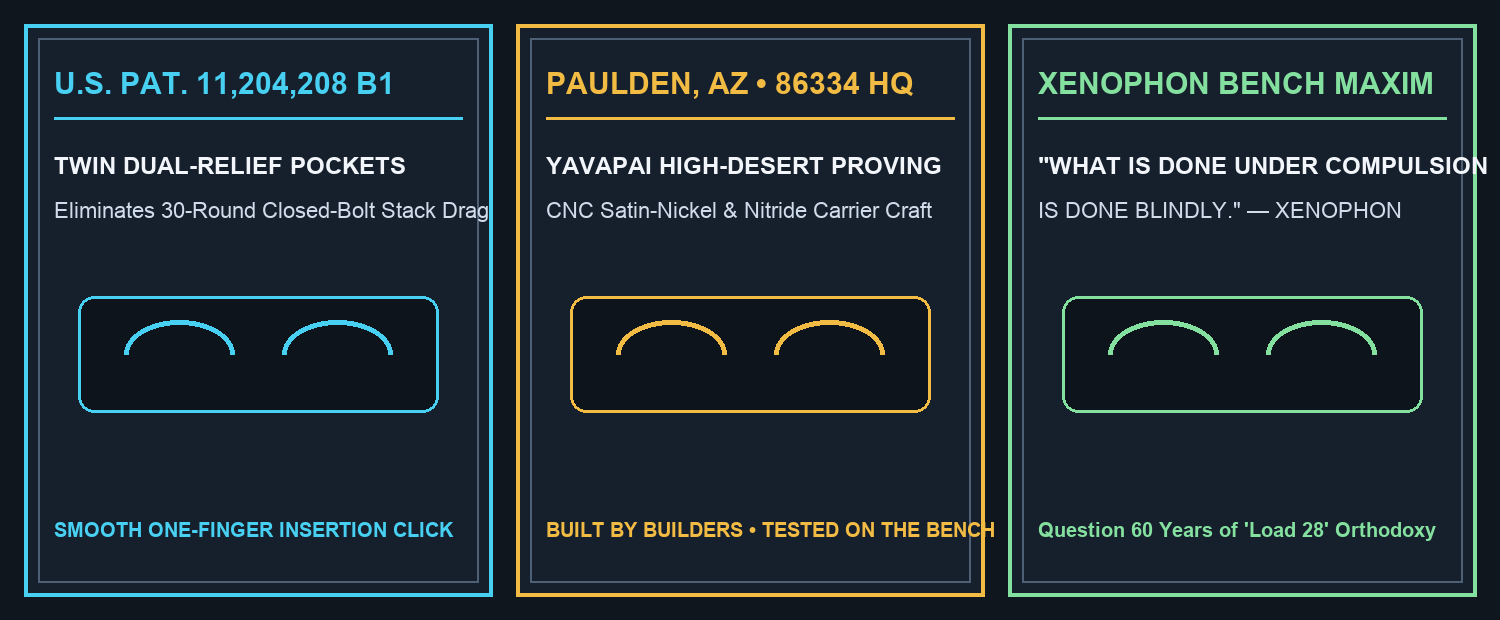 U.S. PAT. 11,204,208 B1
TWIN DUAL-RELIEF POCKETS
Eliminates 30-Round Closed-Bolt Stack Drag
SMOOTH ONE-FINGER INSERTION CLICK
PAULDEN, AZ • 86334 HQ
YAVAPAI HIGH-DESERT PROVING
CNC Satin-Nickel & Nitride Carrier Craft
BUILT BY BUILDERS • TESTED ON THE BENCH
XENOPHON BENCH MAXIM
"WHAT IS DONE UNDER COMPULSION
IS DONE BLINDLY." — XENOPHON
Question 60 Years of 'Load 28' Orthodoxy